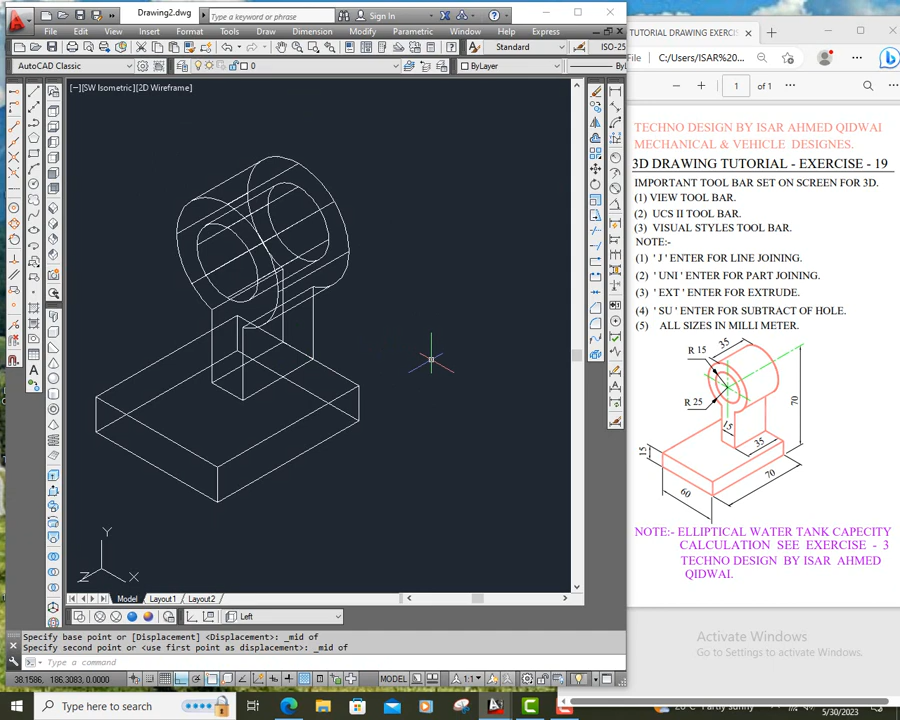 Drawing2.dwg
Type a keyword or phrase
Sign In
File Edit View Insert Format Tools Draw Dimension Modify Parametric Window Help Express
Standard
ISO-25
AutoCAD Classic
0
ByLayer
ByL
[−][SW Isometric][2D Wireframe]
Y
Z X
Model Layout1 Layout2
Left
Specify base point or [Displacement] <Displacement>: _mid of
Specify second point or <use first point as displacement>: _mid of
Type a command
38.1586, 186.3083, 0.0000
MODEL
1:1
TUTORIAL DRAWING EXERCI
File
C:/Users/ISAR%20...
1 of 1
TECHNO DESIGN BY ISAR AHMED QIDWAI
MECHANICAL & VEHICLE DESIGNES.
3D DRAWING TUTORIAL - EXERCISE - 19
IMPORTANT TOOL BAR SET ON SCREEN FOR 3D.
(1) VIEW TOOL BAR.
(2) UCS II TOOL BAR.
(3) VISUAL STYLES TOOL BAR.
NOTE:-
(1) ' J ' ENTER FOR LINE JOINING.
(2) ' UNI ' ENTER FOR PART JOINING.
(3) ' EXT ' ENTER FOR EXTRUDE.
(4) ' SU ' ENTER FOR SUBTRACT OF HOLE.
(5) ALL SIZES IN MILLI METER.
35
R 15
R 25
70
15
35
15
70
60
NOTE:- ELLIPTICAL WATER TANK CAPECITY
CALCULATION SEE EXERCISE - 3
TECHNO DESIGN BY ISAR AHMED
QIDWAI.
Activate Windows
Go to Settings to activate Windows.
Type here to search
28°C Partly sunny
5/30/2023